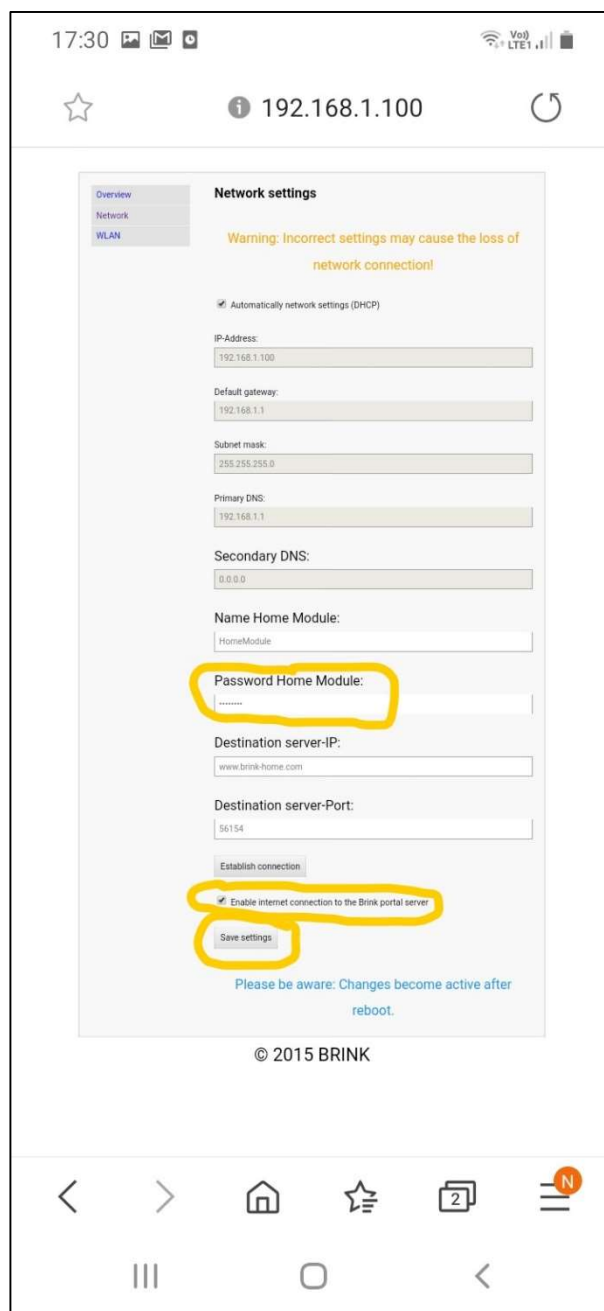 17:30
Vo))
LTE1
192.168.1.100
Overview
Network
WLAN
Network settings
Warning: Incorrect settings may cause the loss of
network connection!
Automatically network settings (DHCP)
IP-Address:
192.168.1.100
Default gateway:
192.168.1.1
Subnet mask:
255.255.255.0
Primary DNS:
192.168.1.1
Secondary DNS:
0.0.0.0
Name Home Module:
HomeModule
Password Home Module:
········
Destination server-IP:
www.brink-home.com
Destination server-Port:
56154
Establish connection
Enable internet connection to the Brink portal server
Save settings
Please be aware: Changes become active after
reboot.
© 2015 BRINK
2
N